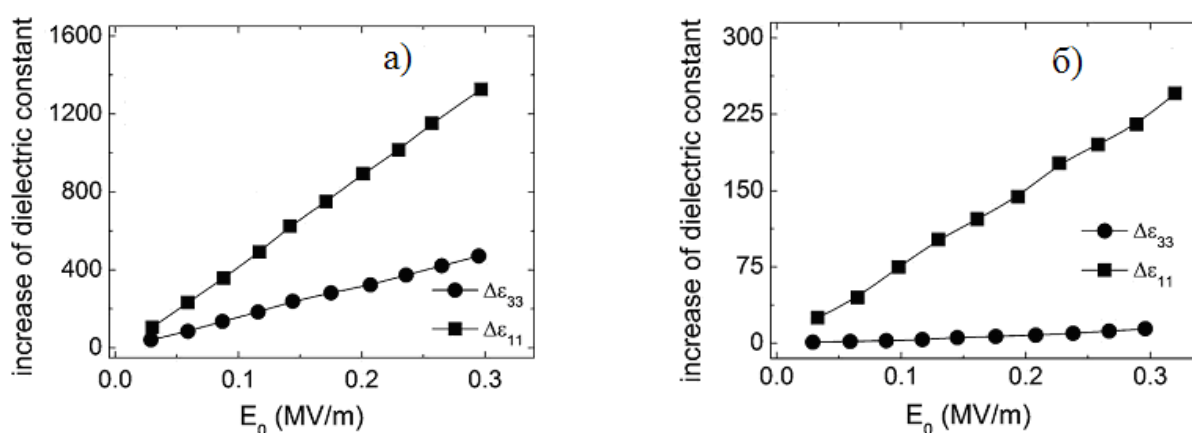 increase of dielectric constant
1600
1200
800
400
0
а)
Δε33
Δε11
0.0 0.1 0.2 0.3
E0 (MV/m)
increase of dielectric constant
300
225
150
75
0
б)
Δε33
Δε11
0.0 0.1 0.2 0.3
E0 (MV/m)